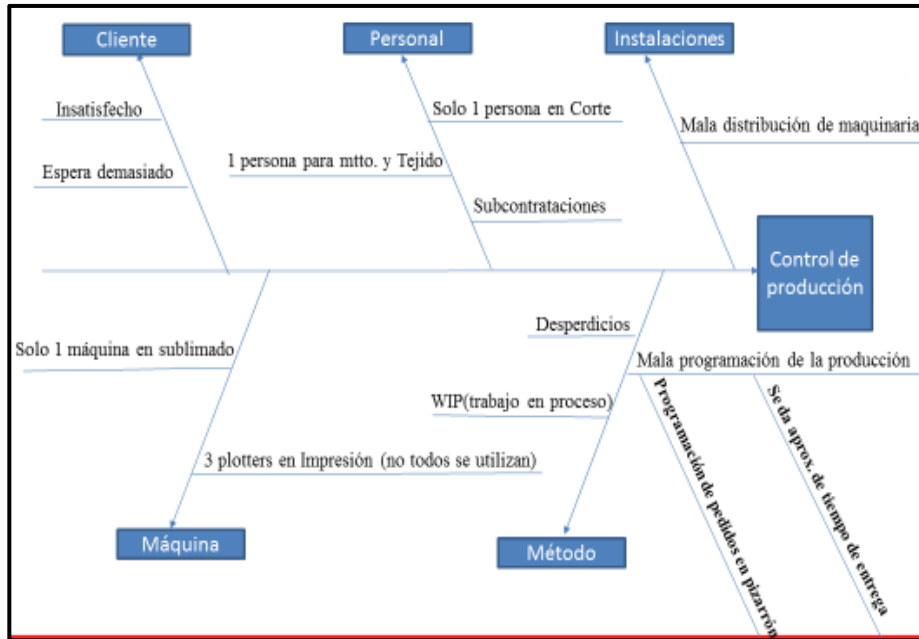 Cliente
Personal
Instalaciones
Insatisfecho
Solo 1 persona en Corte
Mala distribución de maquinaria
Espera demasiado
1 persona para mtto. y Tejido
Subcontrataciones
Control de
producción
Desperdicios
Solo 1 máquina en sublimado
Mala programación de la producción
WIP(trabajo en proceso)
3 plotters en Impresión (no todos se utilizan)
Programación de pedidos en pizarrón
Se da aprox. de tiempo de entrega
Máquina
Método